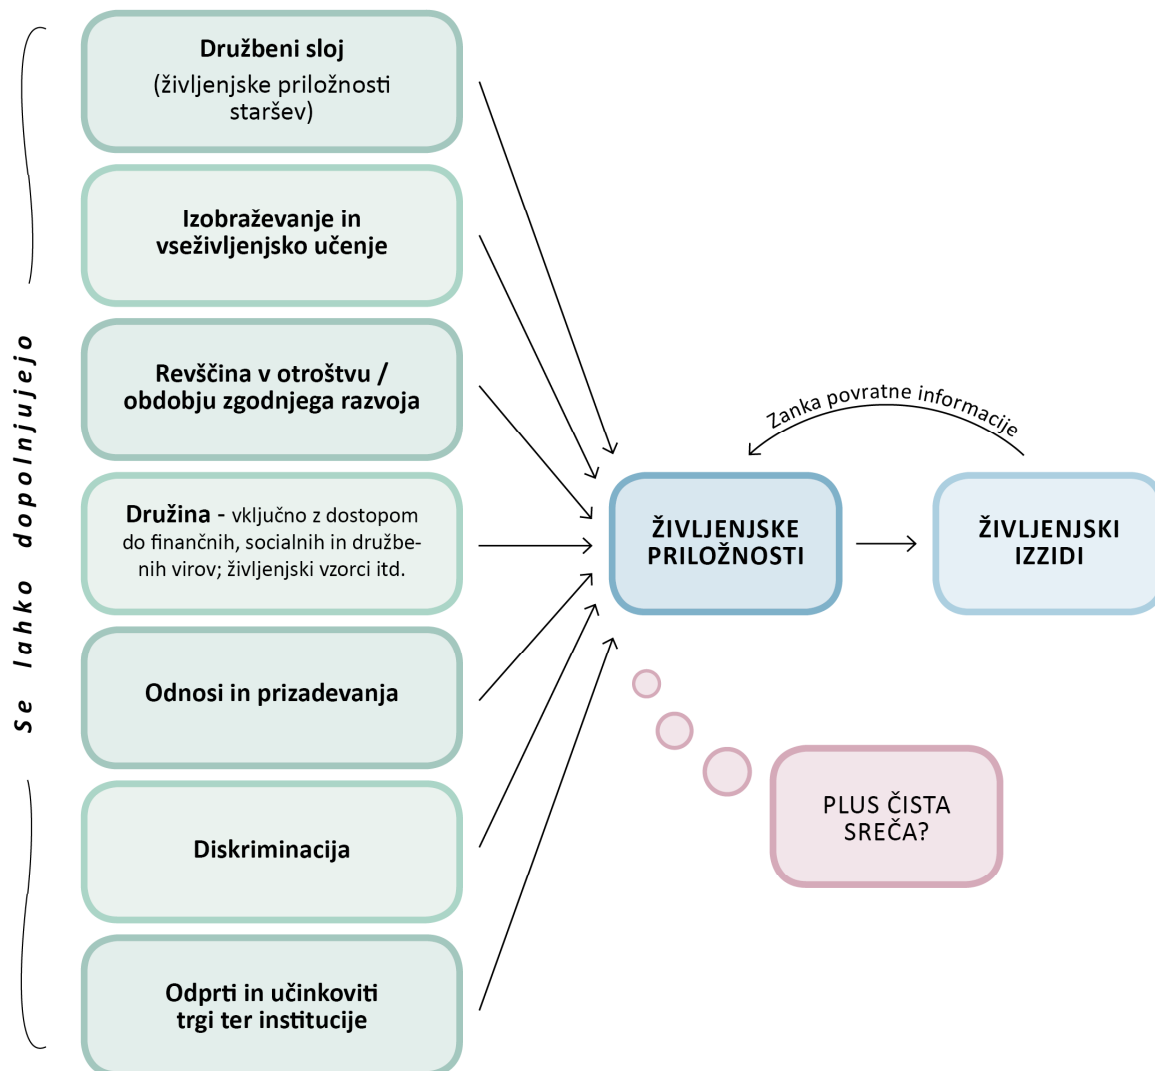 Se lahko dopolnjujejo
Družbeni sloj
(življenjske priložnosti
staršev)
Izobraževanje in
vseživljenjsko učenje
Revščina v otroštvu /
obdobju zgodnjega razvoja
Družina - vključno z dostopom
do finančnih, socialnih in družbe-
nih virov; življenjski vzorci itd.
Odnosi in prizadevanja
Diskriminacija
Odprti in učinkoviti
trgi ter institucije
Zanka povratne informacije
ŽIVLJENJSKE
PRILOŽNOSTI
ŽIVLJENJSKI
IZZIDI
PLUS ČISTA
SREČA?